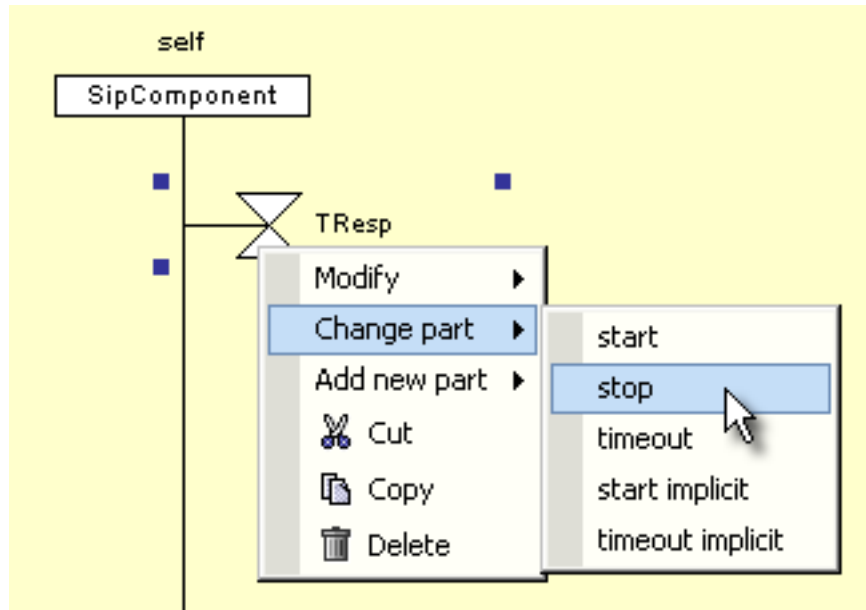 self
SipComponent
TResp
Modify
Change part
Add new part
Cut
Copy
Delete
start
stop
timeout
start implicit
timeout implicit